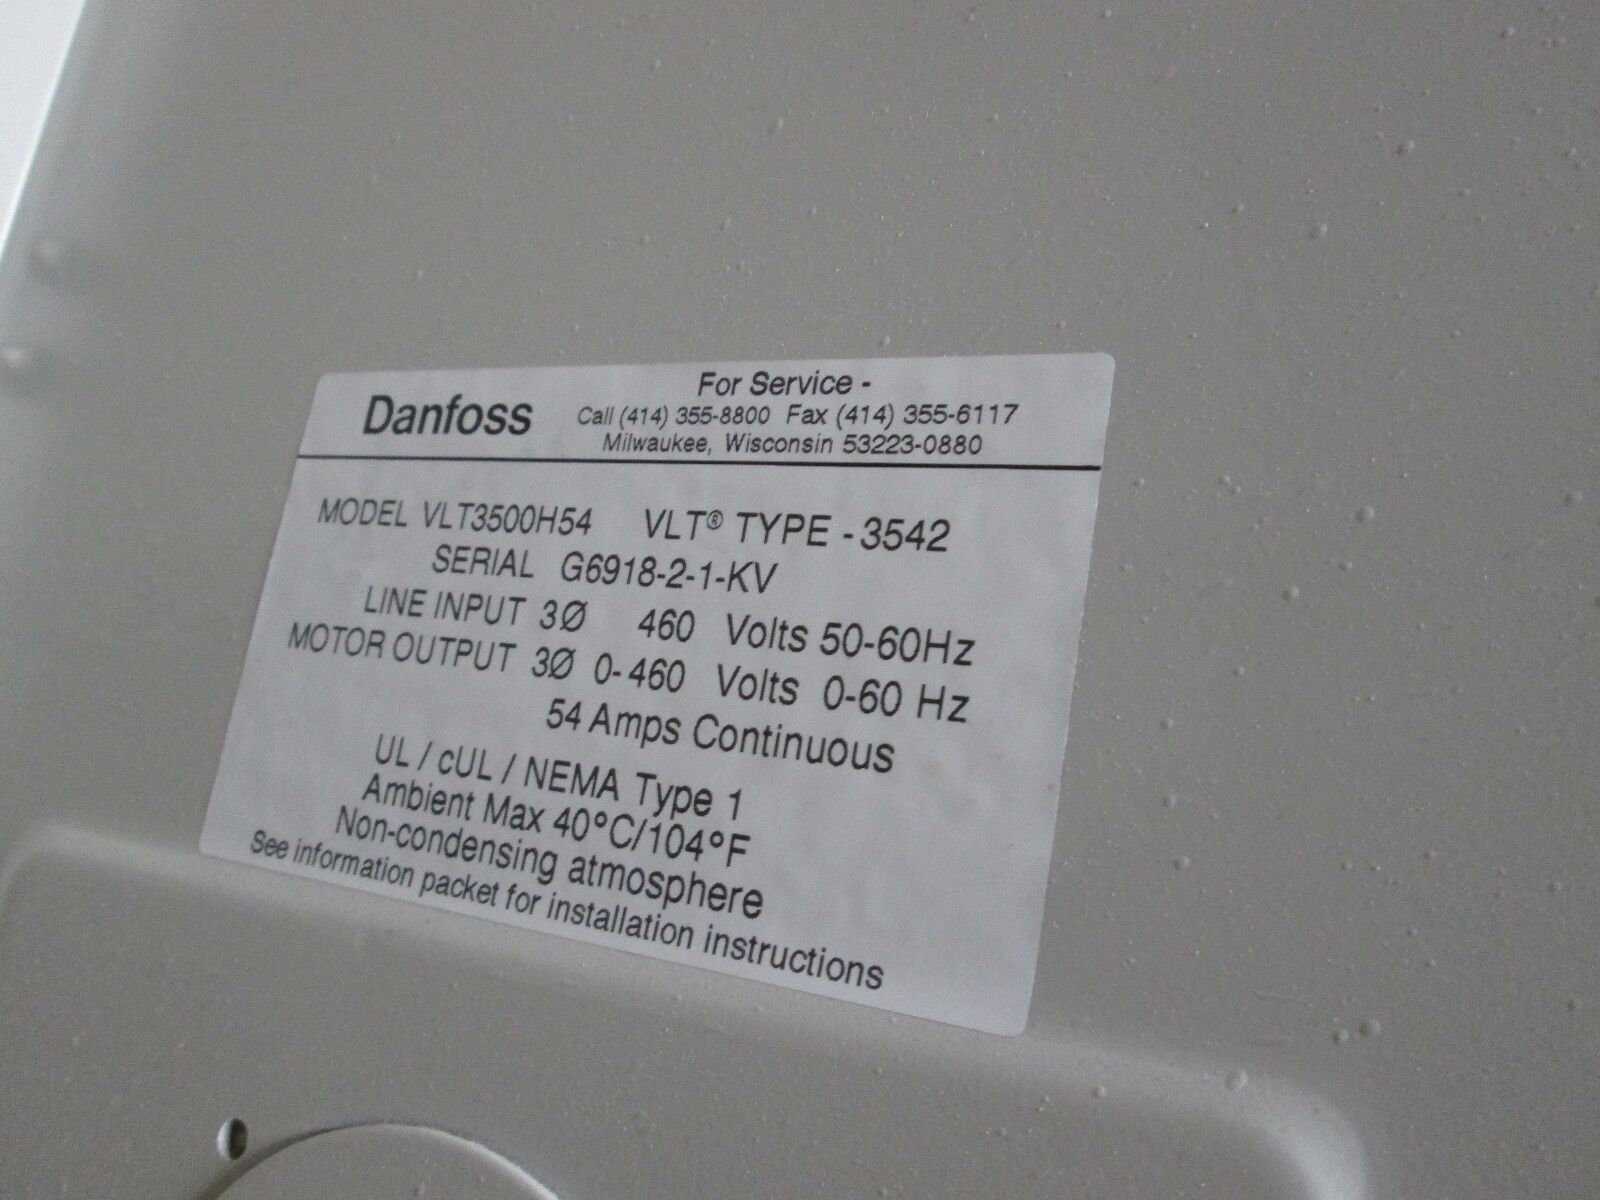 For Service -
Danfoss Call (414) 355-8800 Fax (414) 355-6117
Milwaukee, Wisconsin 53223-0880
MODEL VLT3500H54 VLT® TYPE - 3542
SERIAL G6918-2-1-KV
LINE INPUT 3Ø 460 Volts 50-60Hz
MOTOR OUTPUT 3Ø 0-460 Volts 0-60 Hz
54 Amps Continuous
UL / cUL / NEMA Type 1
Ambient Max 40°C/104°F
Non-condensing atmosphere
See information packet for installation instructions